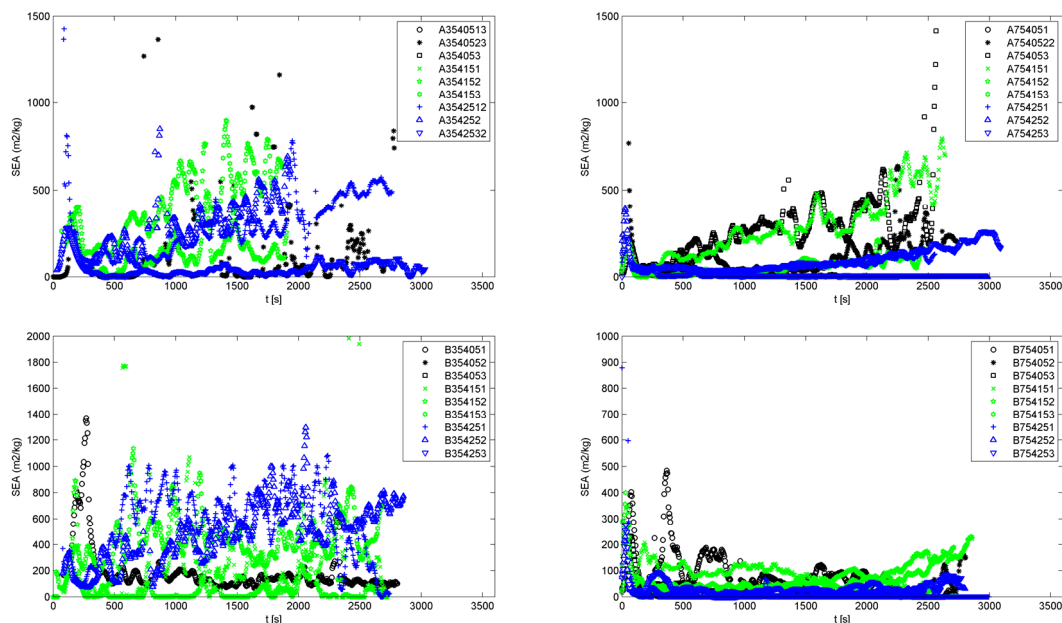 1500
1000
500
0
SEA (m2/kg)
0 500 1000 1500 2000 2500 3000 3500
t [s]
A3540513
A3540523
A354053
A354151
A354152
A354153
A3542512
A354252
A3542532
1500
1000
500
0
SEA (m2/kg)
0 500 1000 1500 2000 2500 3000 3500
t [s]
A754051
A7540522
A754053
A754151
A754152
A754153
A754251
A754252
A754253
2000
1800
1600
1400
1200
1000
800
600
400
200
0
SEA (m2/kg)
0 500 1000 1500 2000 2500 3000 3500
t [s]
B354051
B354052
B354053
B354151
B354152
B354153
B354251
B354252
B354253
1000
900
800
700
600
500
400
300
200
100
0
SEA (m2/kg)
0 500 1000 1500 2000 2500 3000 3500
t [s]
B754051
B754052
B754053
B754151
B754152
B754153
B754251
B754252
B754253